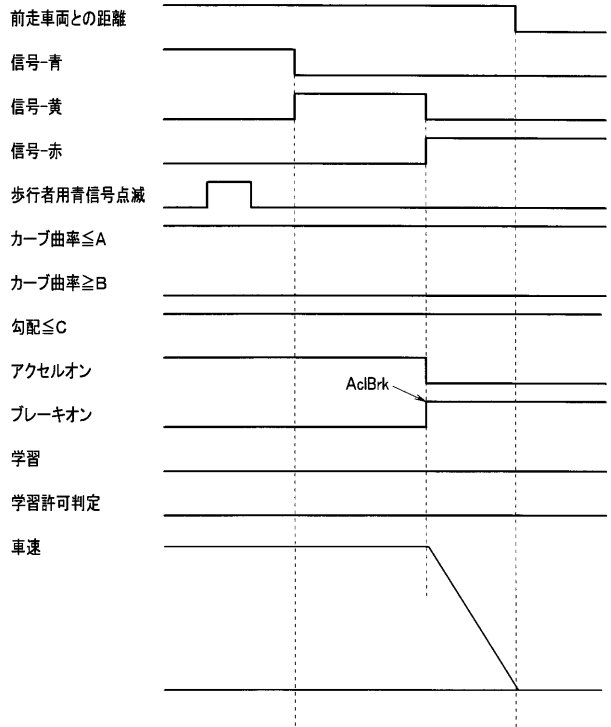 前走車両との距離
信号-青
信号-黄
信号-赤
歩行者用青信号点滅
カーブ曲率≦A
カーブ曲率≧B
勾配≦C
アクセルオン
AclBrk
ブレーキオン
学習
学習許可判定
車速